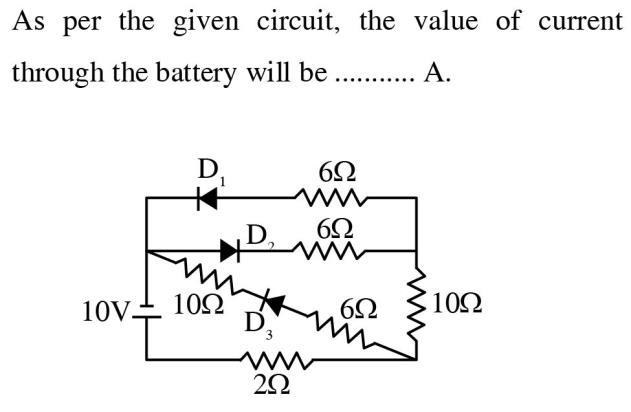 As per the given circuit, the value of current
through the battery will be ........... A.
D1 6Ω
D2 6Ω
10V 10Ω D3 6Ω 10Ω
2Ω